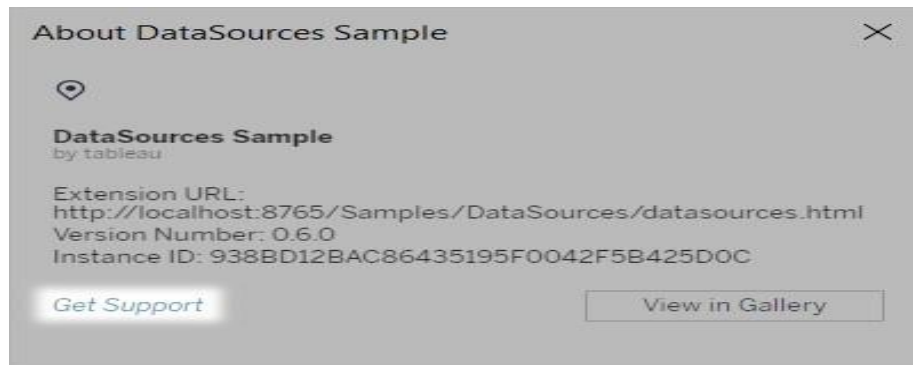 About DataSources Sample
DataSources Sample
by tableau
Extension URL:
http://localhost:8765/Samples/DataSources/datasources.html
Version Number: 0.6.0
Instance ID: 938BD12BAC86435195F0042F5B425D0C
Get Support
View in Gallery